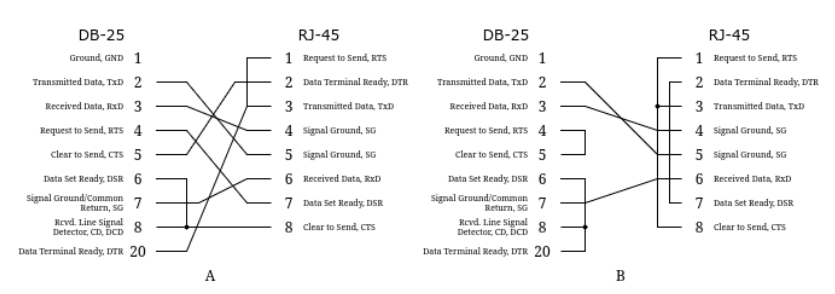 DB-25 RJ-45 DB-25 RJ-45
Ground, GND 1 1 Request to Send, RTS Ground, GND 1 1 Request to Send, RTS
Transmitted Data, TxD 2 2 Data Terminal Ready, DTR Transmitted Data, TxD 2 2 Data Terminal Ready, DTR
Received Data, RxD 3 3 Transmitted Data, TxD Received Data, RxD 3 3 Transmitted Data, TxD
Request to Send, RTS 4 4 Signal Ground, SG Request to Send, RTS 4 4 Signal Ground, SG
Clear to Send, CTS 5 5 Signal Ground, SG Clear to Send, CTS 5 5 Signal Ground, SG
Data Set Ready, DSR 6 6 Received Data, RxD Data Set Ready, DSR 6 6 Received Data, RxD
Signal Ground/Common
Return, SG 7 7 Data Set Ready, DSR Signal Ground/Common
Return, SG 7 7 Data Set Ready, DSR
Rcvd. Line Signal
Detector, CD, DCD 8 8 Clear to Send, CTS Rcvd. Line Signal
Detector, CD, DCD 8 8 Clear to Send, CTS
Data Terminal Ready, DTR 20 Data Terminal Ready, DTR 20
A B